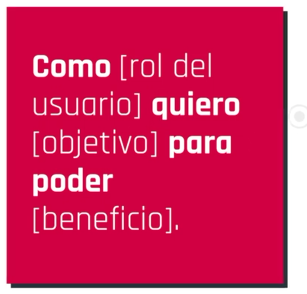 Como [rol del
usuario] quiero
[objetivo] para
poder
[beneficio].